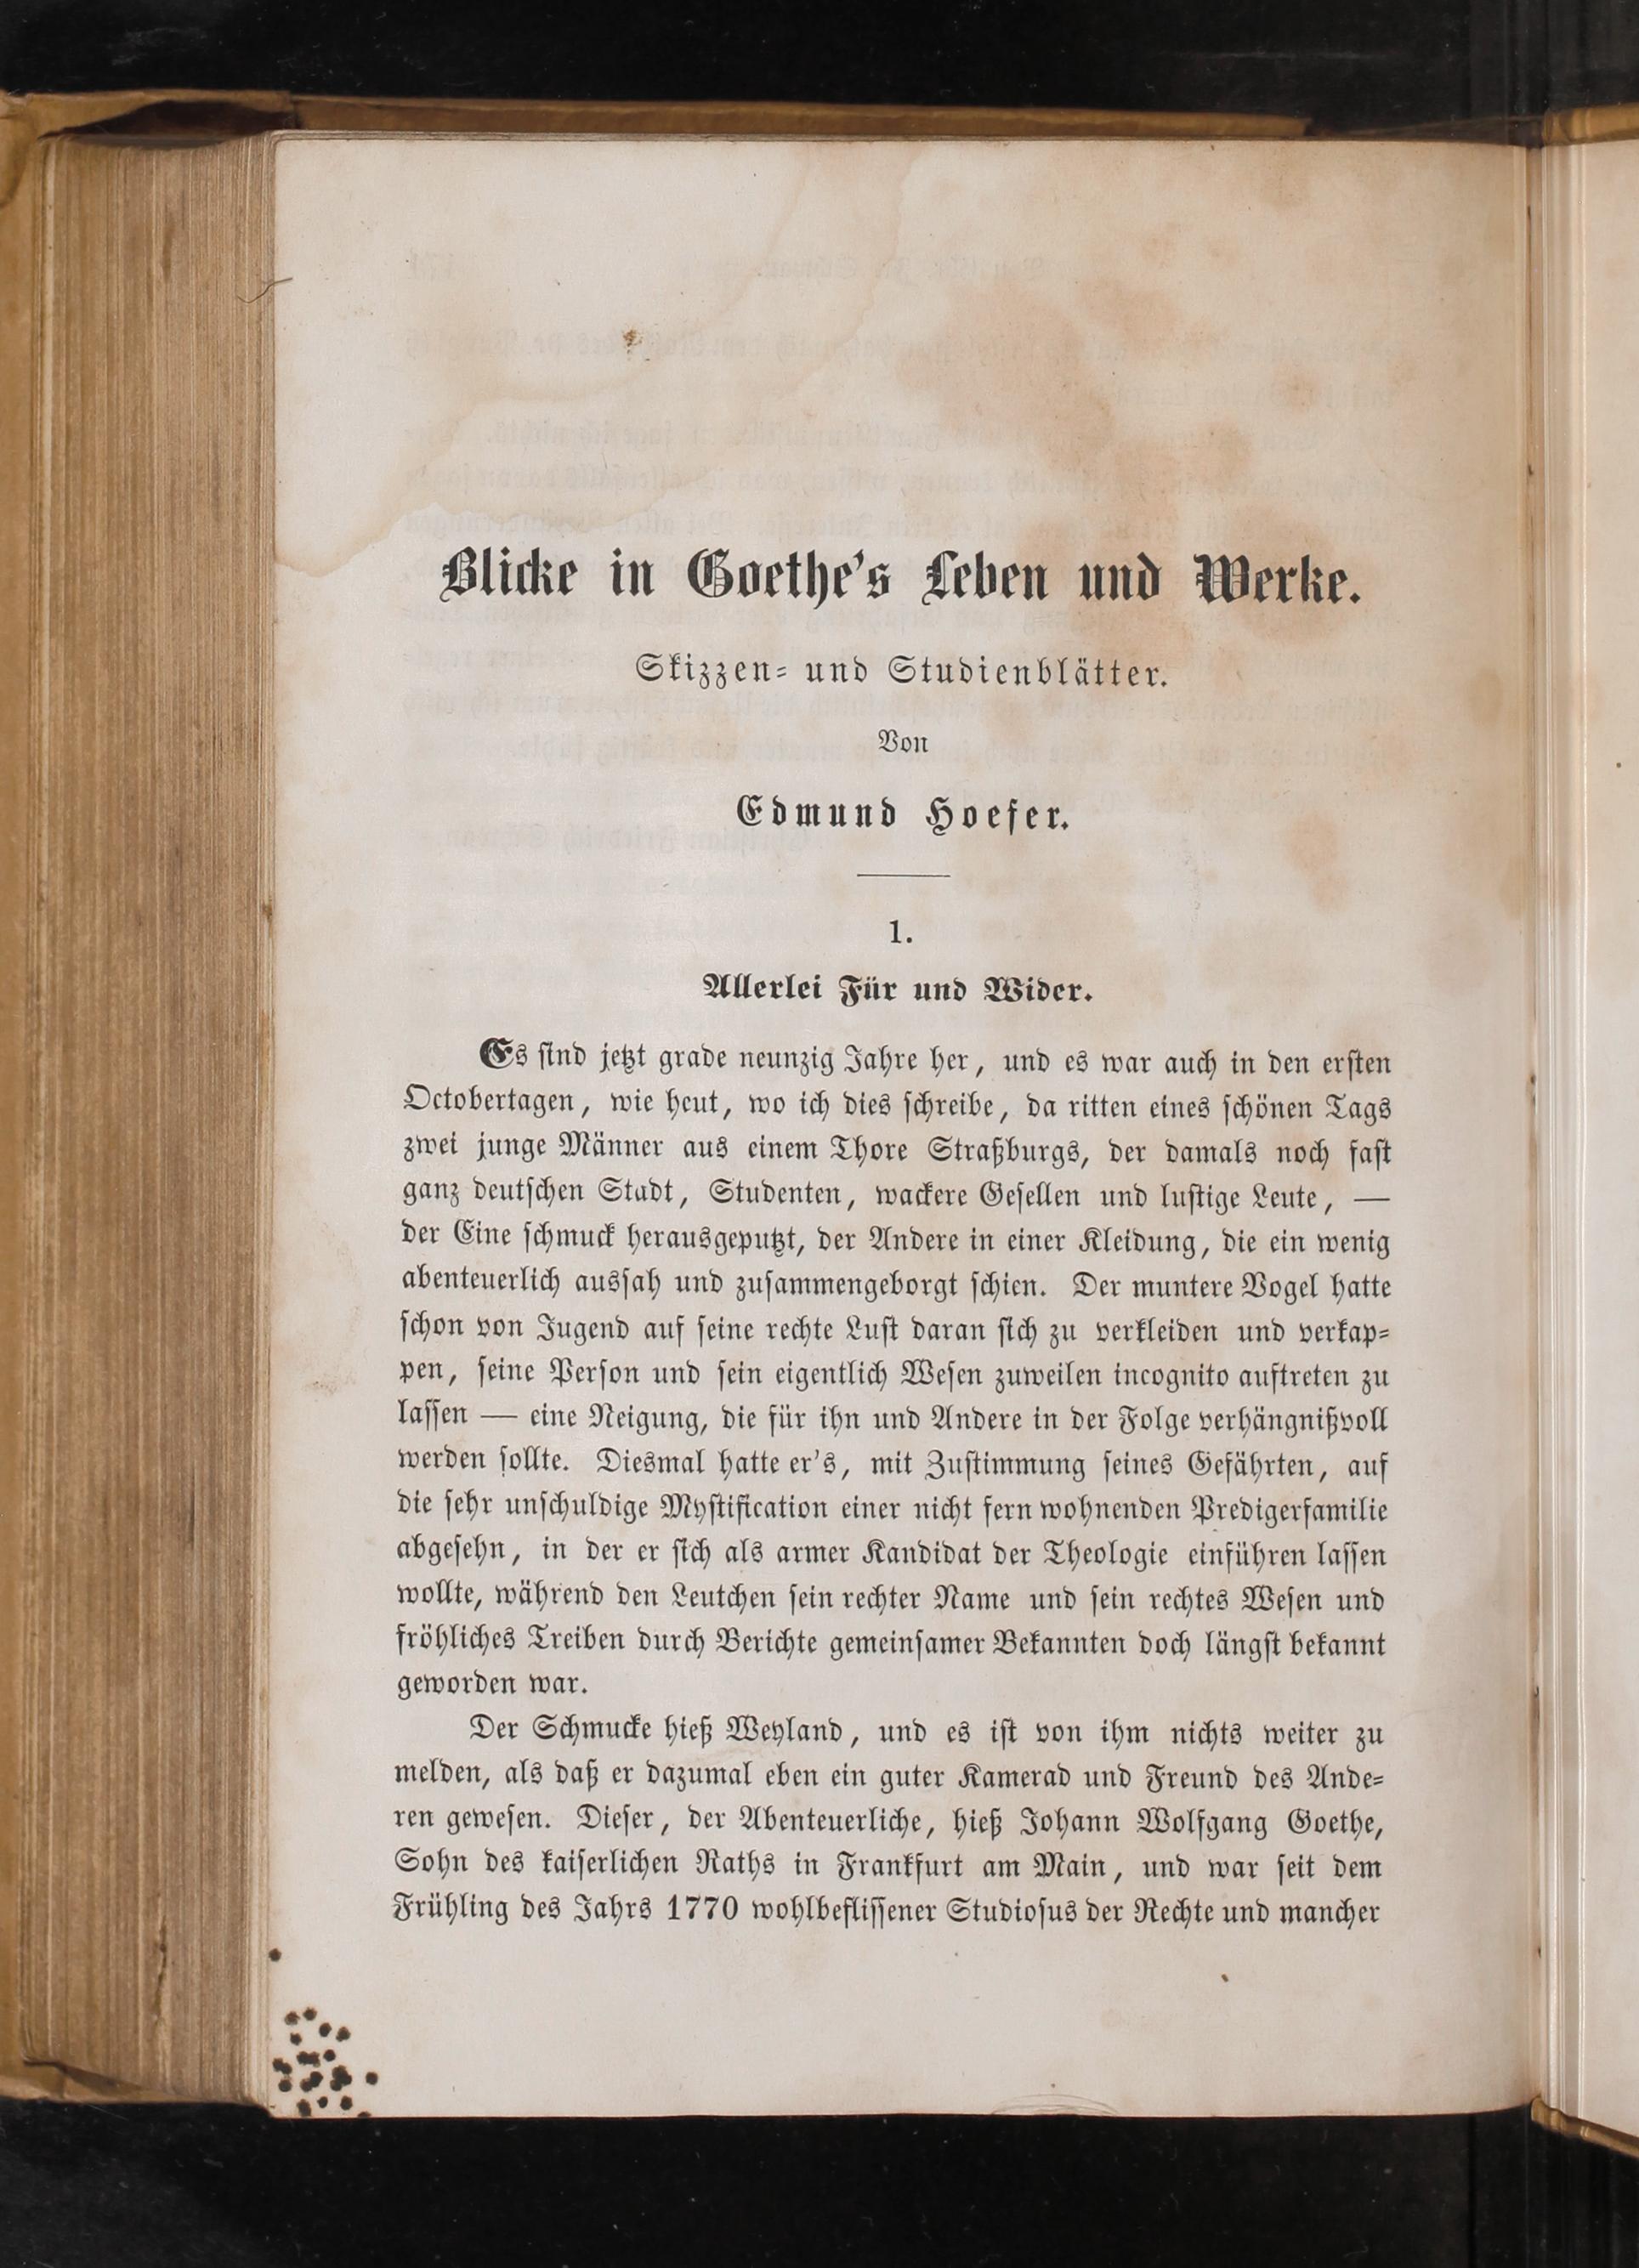 Blicke in Goethe's Leben und Werke.
Skizzen- und Studienblätter.
Von
Edmund Hoefer.
1.
Allerlei Für und Wider.
Es sind jetzt grade neunzig Jahre her, und es war auch in den ersten
Octobertagen, wie heut, wo ich dies schreibe, da ritten eines schönen Tags
zwei junge Männer aus einem Thore Straßburgs, der damals noch fast
ganz deutschen Stadt, Studenten, wackere Gesellen und lustige Leute, —
der Eine schmuck herausgeputzt, der Andere in einer Kleidung, die ein wenig
abenteuerlich aussah und zusammengeborgt schien. Der muntere Vogel hatte
schon von Jugend auf seine rechte Lust daran sich zu verkleiden und verkap-
pen, seine Person und sein eigentlich Wesen zuweilen incognito auftreten zu
lassen — eine Neigung, die für ihn und Andere in der Folge verhängnißvoll
werden sollte. Diesmal hatte er's, mit Zustimmung seines Gefährten, auf
die sehr unschuldige Mystification einer nicht fern wohnenden Predigerfamilie
abgesehn, in der er sich als armer Kandidat der Theologie einführen lassen
wollte, während den Leutchen sein rechter Name und sein rechtes Wesen und
fröhliches Treiben durch Berichte gemeinsamer Bekannten doch längst bekannt
geworden war.
Der Schmucke hieß Weyland, und es ist von ihm nichts weiter zu
melden, als daß er dazumal eben ein guter Kamerad und Freund des Ande-
ren gewesen. Dieser, der Abenteuerliche, hieß Johann Wolfgang Goethe,
Sohn des kaiserlichen Raths in Frankfurt am Main, und war seit dem
Frühling des Jahrs 1770 wohlbeflissener Studiosus der Rechte und mancher